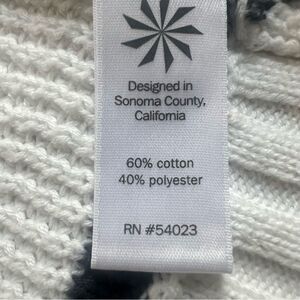 Designed in
Sonoma County,
California
60% cotton
40% polyester
RN #54023